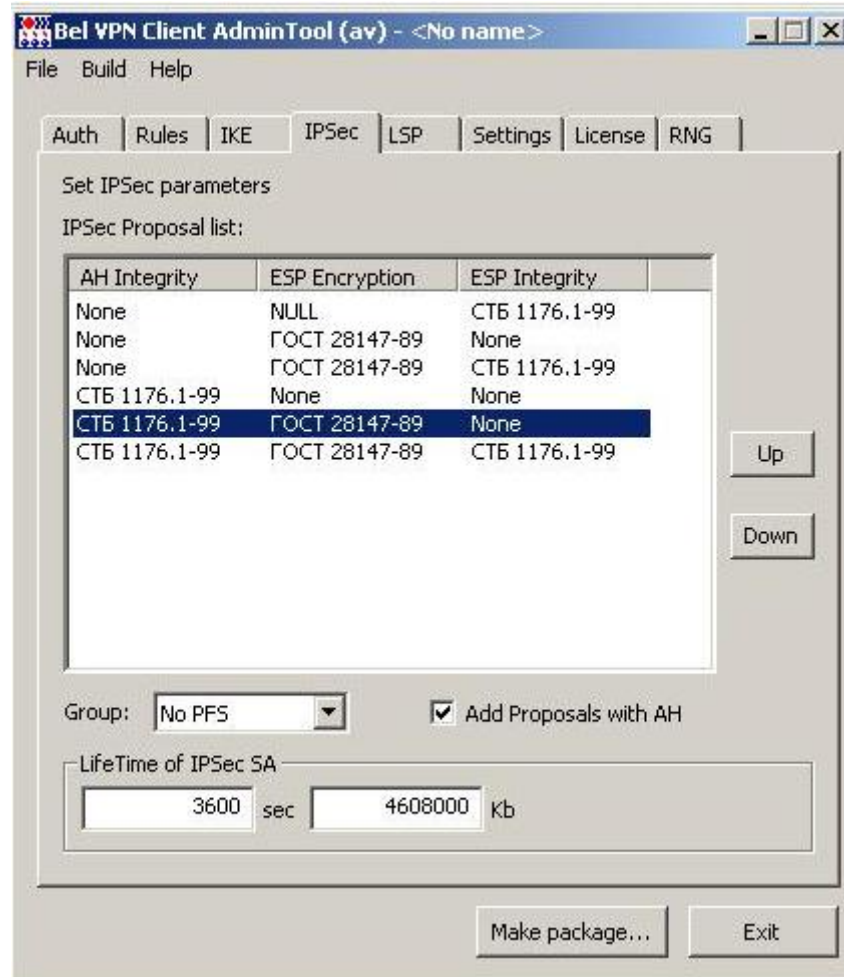 Bel VPN Client AdminTool (av) - <No name>
File Build Help
Auth Rules IKE IPSec LSP Settings License RNG
Set IPSec parameters
IPSec Proposal list:
AH Integrity ESP Encryption ESP Integrity
None NULL СТБ 1176.1-99
None ГОСТ 28147-89 None
None ГОСТ 28147-89 СТБ 1176.1-99
СТБ 1176.1-99 None None
СТБ 1176.1-99 ГОСТ 28147-89 None
СТБ 1176.1-99 ГОСТ 28147-89 СТБ 1176.1-99
Up
Down
Group: No PFS Add Proposals with AH
LifeTime of IPSec SA
3600 sec 4608000 Kb
Make package... Exit